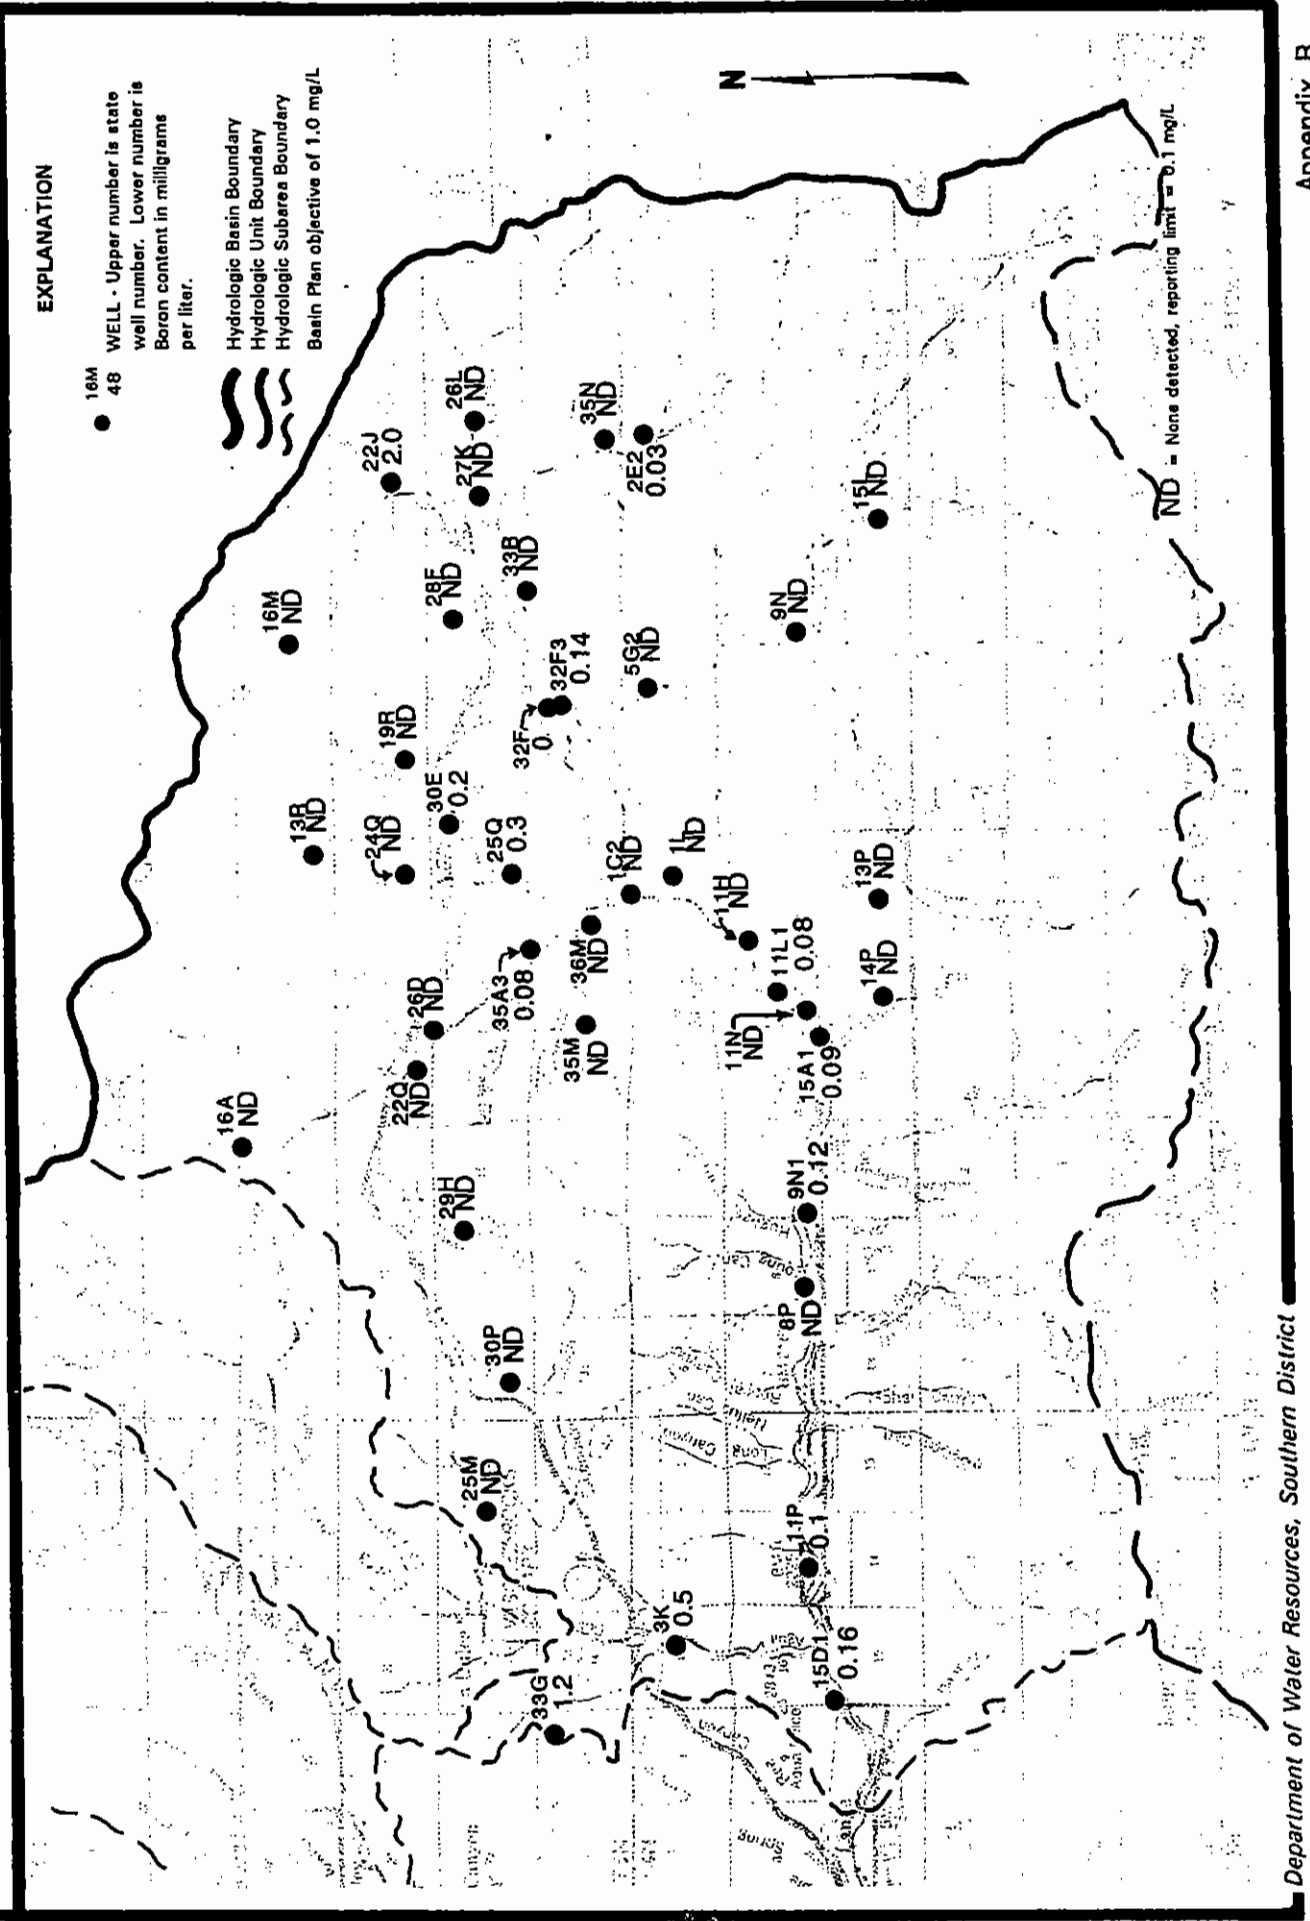 EXPLANATION
16M
48
WELL - Upper number is state
well number. Lower number is
Boron content in milligrams
per liter.
Hydrologic Basin Boundary
Hydrologic Unit Boundary
Hydrologic Subarea Boundary
Basin Plan objective of 1.0 mg/L
N
16A
ND
16M
ND
13R
ND
22J
2.0
24Q
ND
19R
ND
22Q
ND
26D
ND
30E
0.2
28F
ND
27K
ND
26L
ND
29H
ND
25M
ND
30P
ND
25Q
0.3
33B
ND
35A3
0.08
32F
0
32F3
0.14
33G
1.2
35M
ND
36M
ND
35N
ND
1C2
ND
5G2
ND
2E2
0.03
3K
0.5
1L
ND
11H
ND
11N
ND
11L1
0.08
9N
ND
11P
0.1
8P
ND
9N1
0.12
15A1
0.09
15D1
0.16
14P
ND
13P
ND
15L
ND
Canyon
ND = None detected, reporting limit = 0.1 mg/L
Department of Water Resources, Southern District
Appendix B